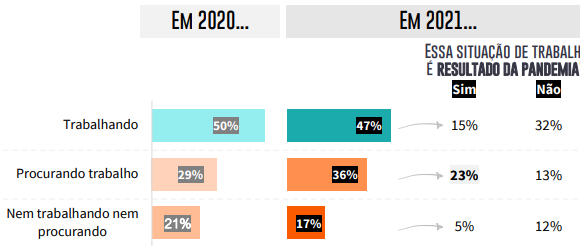 EM 2020...
EM 2021...
ESSA SITUAÇÃO DE TRABALH
É RESULTADO DA PANDEMIA
Sim Não
Trabalhando 50% 47% 15% 32%
Procurando trabalho 29% 36% 23% 13%
Nem trabalhando nem
procurando 21% 17% 5% 12%